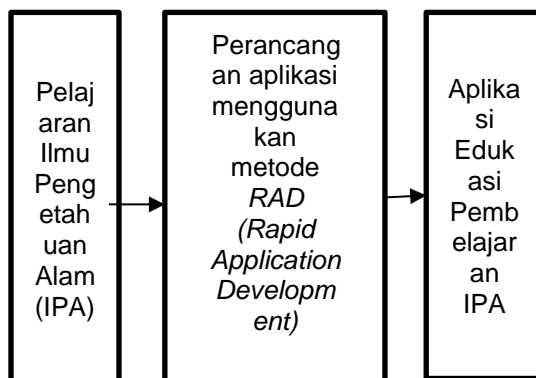 Pelaj
aran
Ilmu
Peng
etah
uan
Alam
(IPA)
Perancang
an aplikasi
mengguna
kan
metode
RAD
(Rapid
Application
Developm
ent)
Aplika
si
Eduk
asi
Pemb
elajar
an
IPA